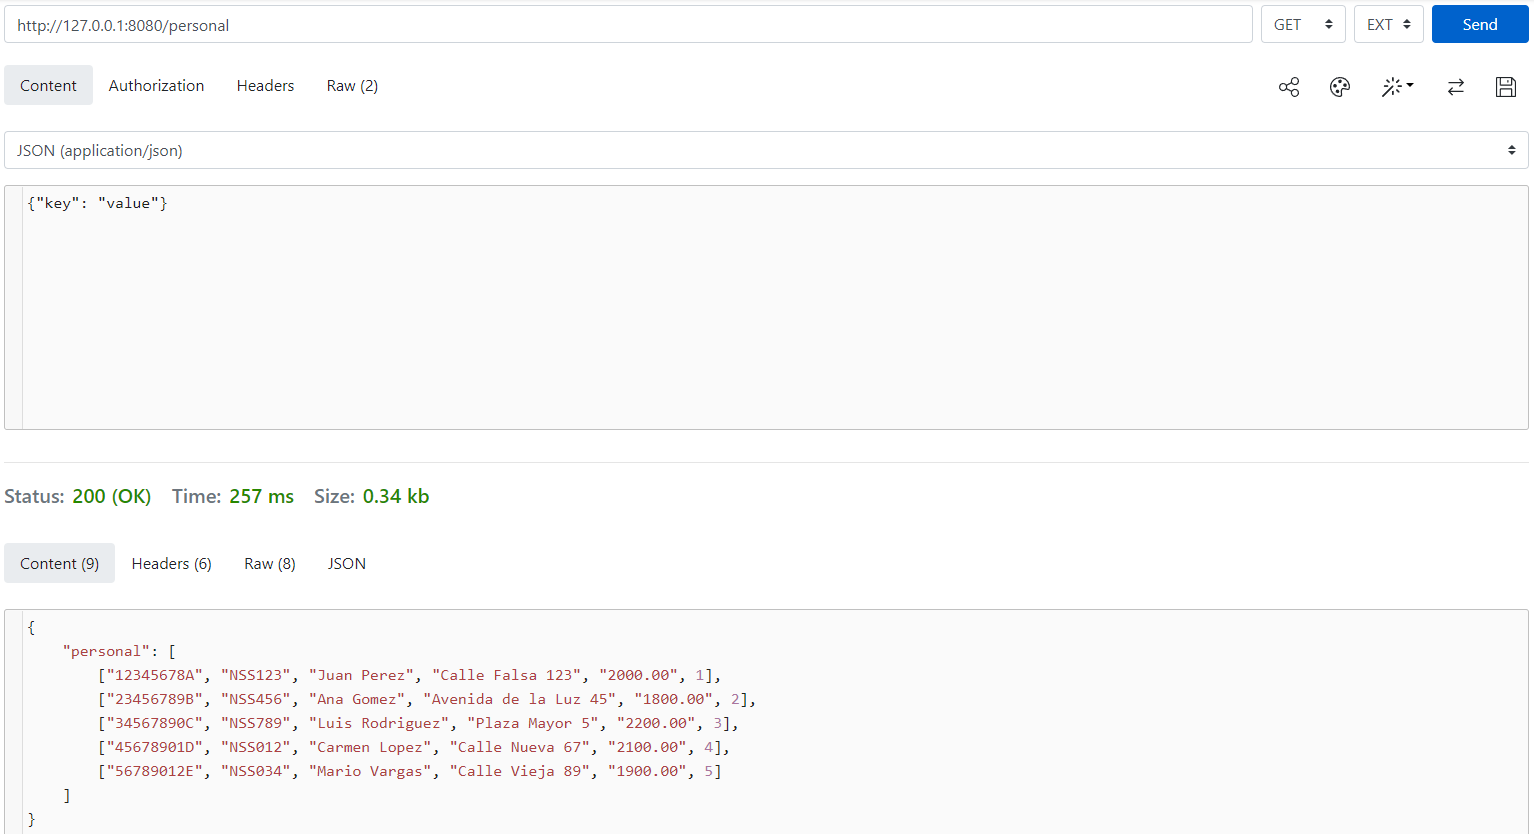 http://127.0.0.1:8080/personal GET EXT Send
Content Authorization Headers Raw (2)
JSON (application/json)
{"key": "value"}
Status: 200 (OK) Time: 257 ms Size: 0.34 kb
Content (9) Headers (6) Raw (8) JSON
{
"personal": [
["12345678A", "NSS123", "Juan Perez", "Calle Falsa 123", "2000.00", 1],
["23456789B", "NSS456", "Ana Gomez", "Avenida de la Luz 45", "1800.00", 2],
["34567890C", "NSS789", "Luis Rodriguez", "Plaza Mayor 5", "2200.00", 3],
["45678901D", "NSS012", "Carmen Lopez", "Calle Nueva 67", "2100.00", 4],
["56789012E", "NSS034", "Mario Vargas", "Calle Vieja 89", "1900.00", 5]
]
}